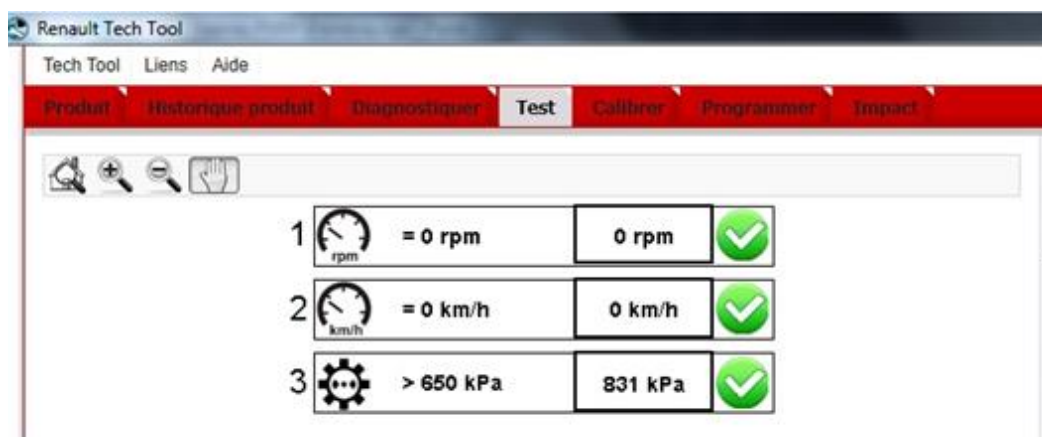 Renault Tech Tool
Tech Tool Liens Aide
Produit Historique produit Diagnostiquer Test Calibrer Programmer Impact
1 rpm = 0 rpm 0 rpm
2 km/h = 0 km/h 0 km/h
3 > 650 kPa 831 kPa